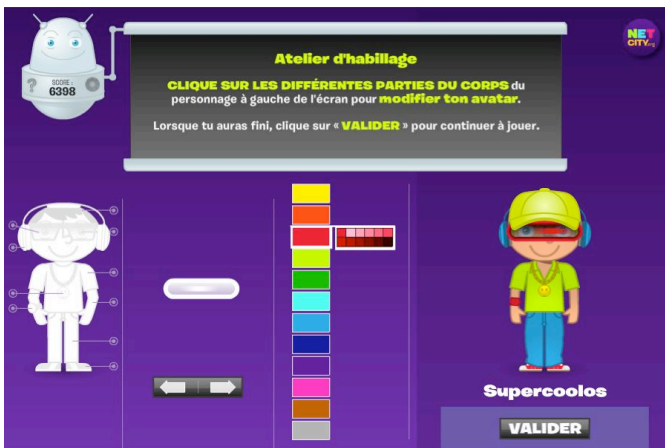 NET
CITY.org
SCORE :
6398
?
Atelier d'habillage
CLIQUE SUR LES DIFFÉRENTES PARTIES DU CORPS du
personnage à gauche de l'écran pour modifier ton avatar.
Lorsque tu auras fini, clique sur « VALIDER » pour continuer à jouer.
Supercoolos
VALIDER